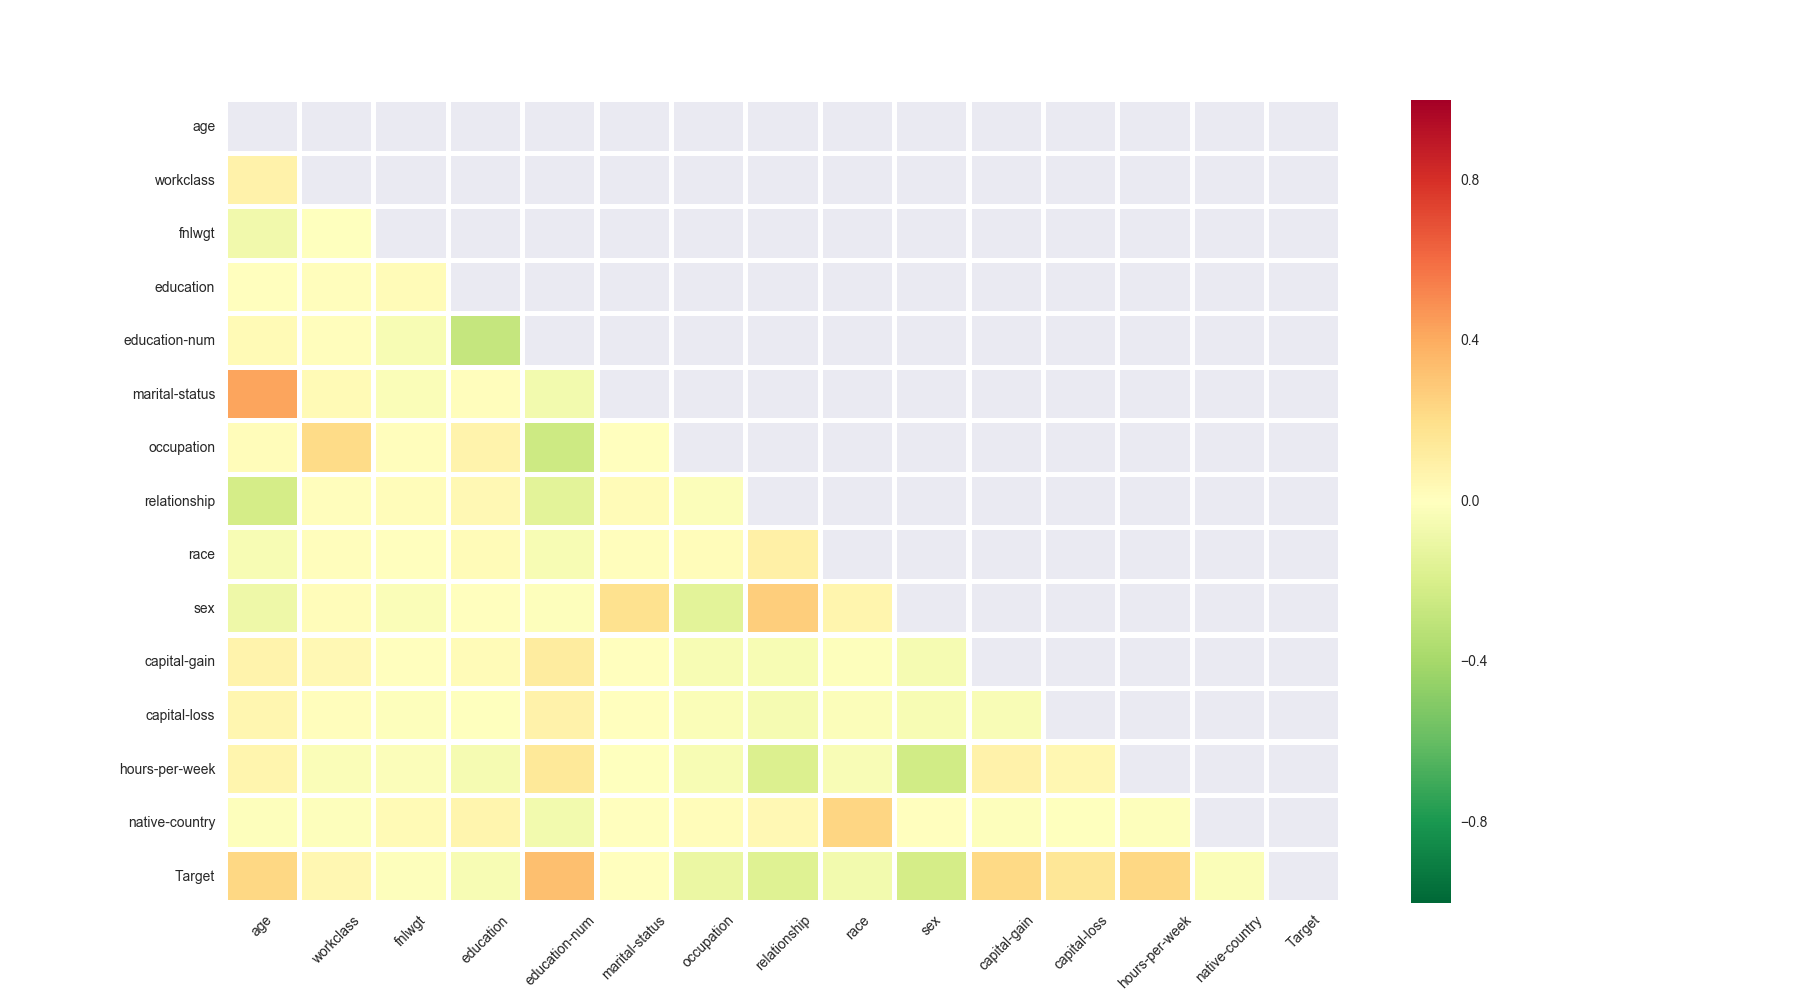 age
workclass
fnlwgt
education
education-num
marital-status
occupation
relationship
race
sex
capital-gain
capital-loss
hours-per-week
native-country
Target
age
workclass
fnlwgt
education
education-num
marital-status
occupation
relationship
race
sex
capital-gain
capital-loss
hours-per-week
native-country
Target
0.8
0.4
0.0
−0.4
−0.8